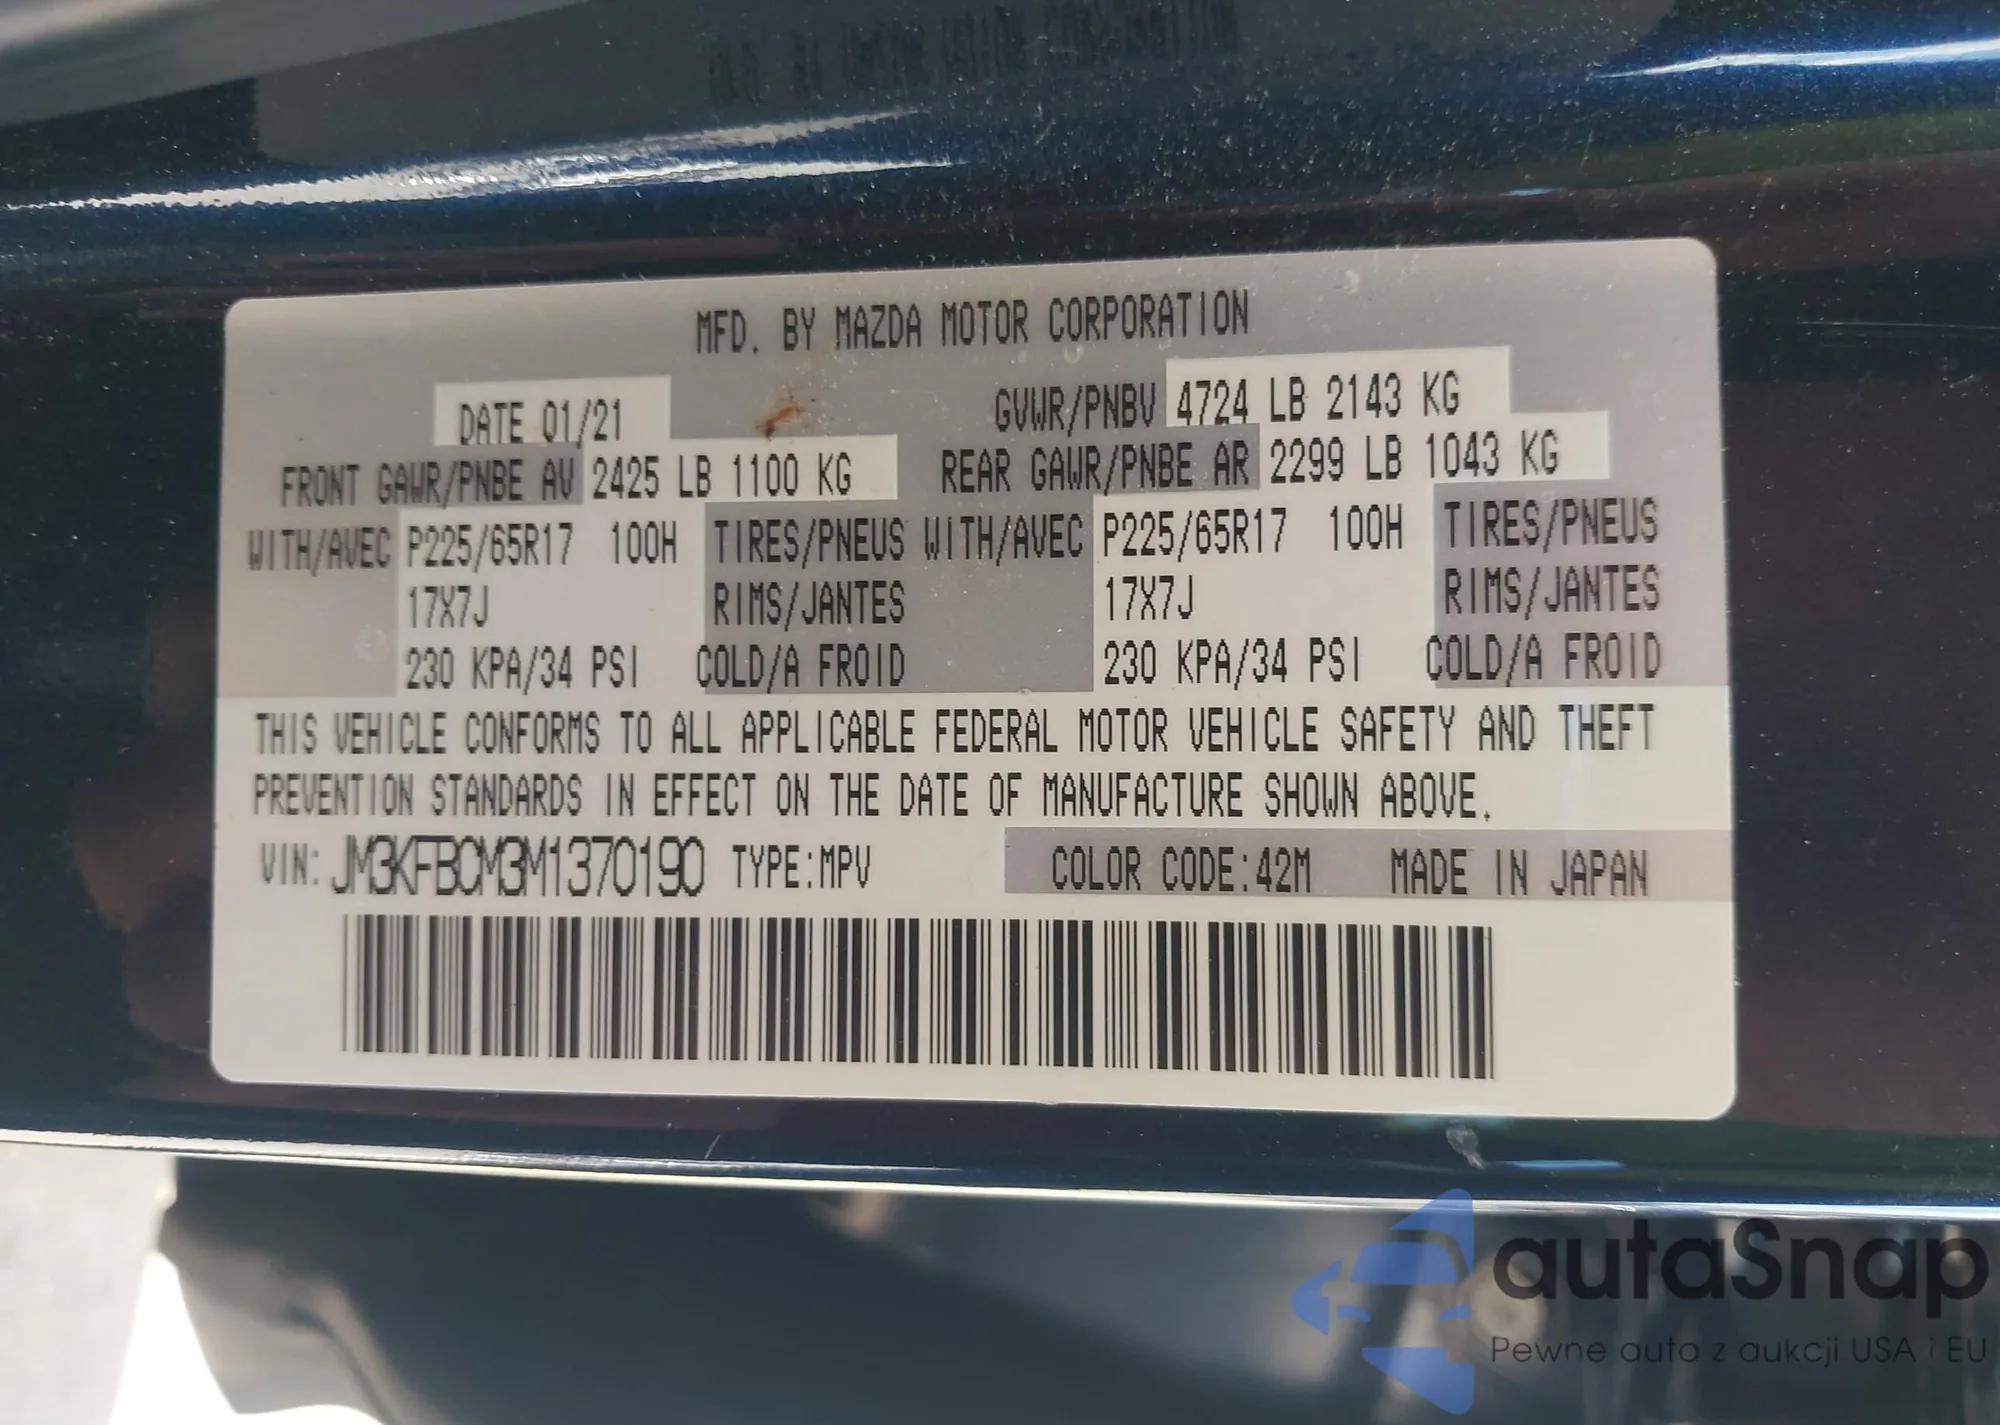 MFD. BY MAZDA MOTOR CORPORATION
DATE 01/21 GVWR/PNBV 4724 LB 2143 KG
FRONT GAWR/PNBE AV 2425 LB 1100 KG REAR GAWR/PNBE AR 2299 LB 1043 KG
WITH/AVEC P225/65R17 100H TIRES/PNEUS WITH/AVEC P225/65R17 100H TIRES/PNEUS
17X7J RIMS/JANTES 17X7J RIMS/JANTES
230 KPA/34 PSI COLD/A FROID 230 KPA/34 PSI COLD/A FROID
THIS VEHICLE CONFORMS TO ALL APPLICABLE FEDERAL MOTOR VEHICLE SAFETY AND THEFT
PREVENTION STANDARDS IN EFFECT ON THE DATE OF MANUFACTURE SHOWN ABOVE.
VIN: JM3KFBCM3M1370190 TYPE:MPV COLOR CODE:42M MADE IN JAPAN
autaSnap
Pewne auta z aukcji USA i EU